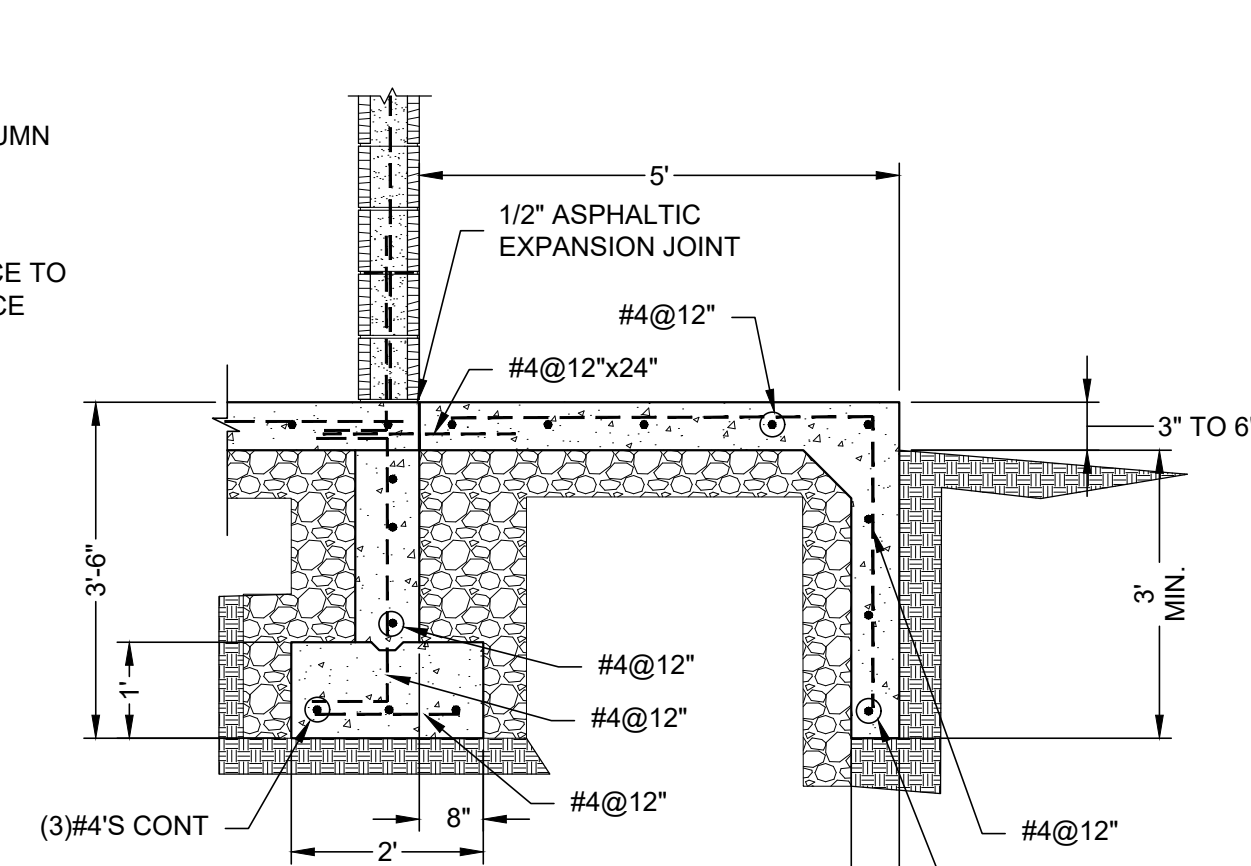 UMN
5'
1/2" ASPHALTIC
EXPANSION JOINT
CE TO
CE
#4@12"
#4@12"x24"
3" TO 6"
3'-6"
3'
MIN.
1'
#4@12"
#4@12"
#4@12"
(3)#4'S CONT
8"
2'
#4@12"